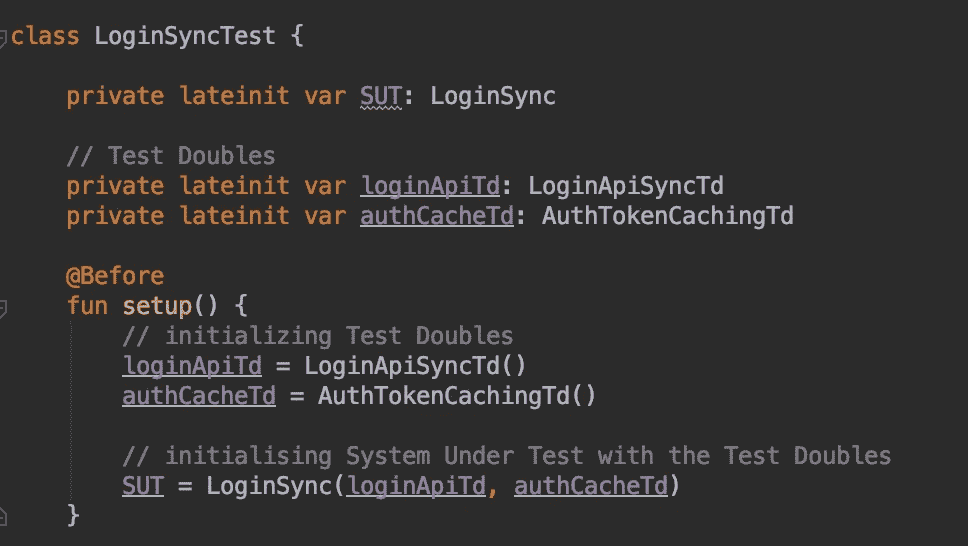 class LoginSyncTest {
private lateinit var SUT: LoginSync
// Test Doubles
private lateinit var loginApiTd: LoginApiSyncTd
private lateinit var authCacheTd: AuthTokenCachingTd
@Before
fun setup() {
// initializing Test Doubles
loginApiTd = LoginApiSyncTd()
authCacheTd = AuthTokenCachingTd()
// initialising System Under Test with the Test Doubles
SUT = LoginSync(loginApiTd, authCacheTd)
}